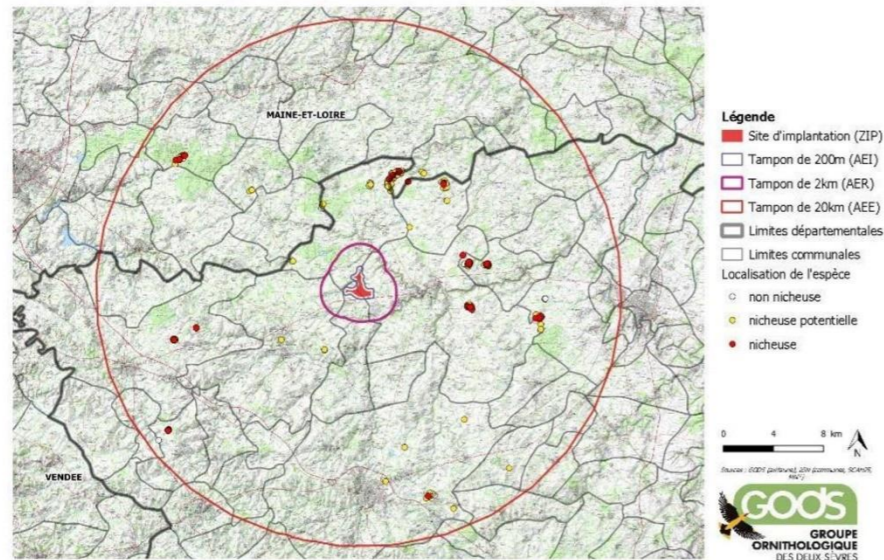 MAINE-ET-LOIRE
VENDEE
Légende
Site d'implantation (ZIP)
Tampon de 200m (AEI)
Tampon de 2km (AER)
Tampon de 20km (AEE)
Limites départementales
Limites communales
Localisation de l'espèce
non nicheuse
nicheuse potentielle
nicheuse
0 4 8 km
N
Sources : GODS
GODS
GROUPE
ORNITHOLOGIQUE
DES DEUX SÈVRES